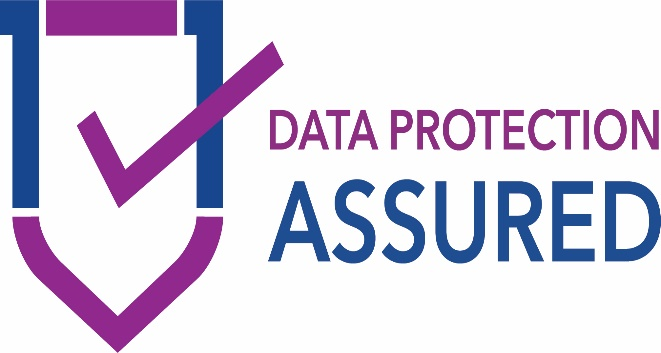 DATA PROTECTION
ASSURED